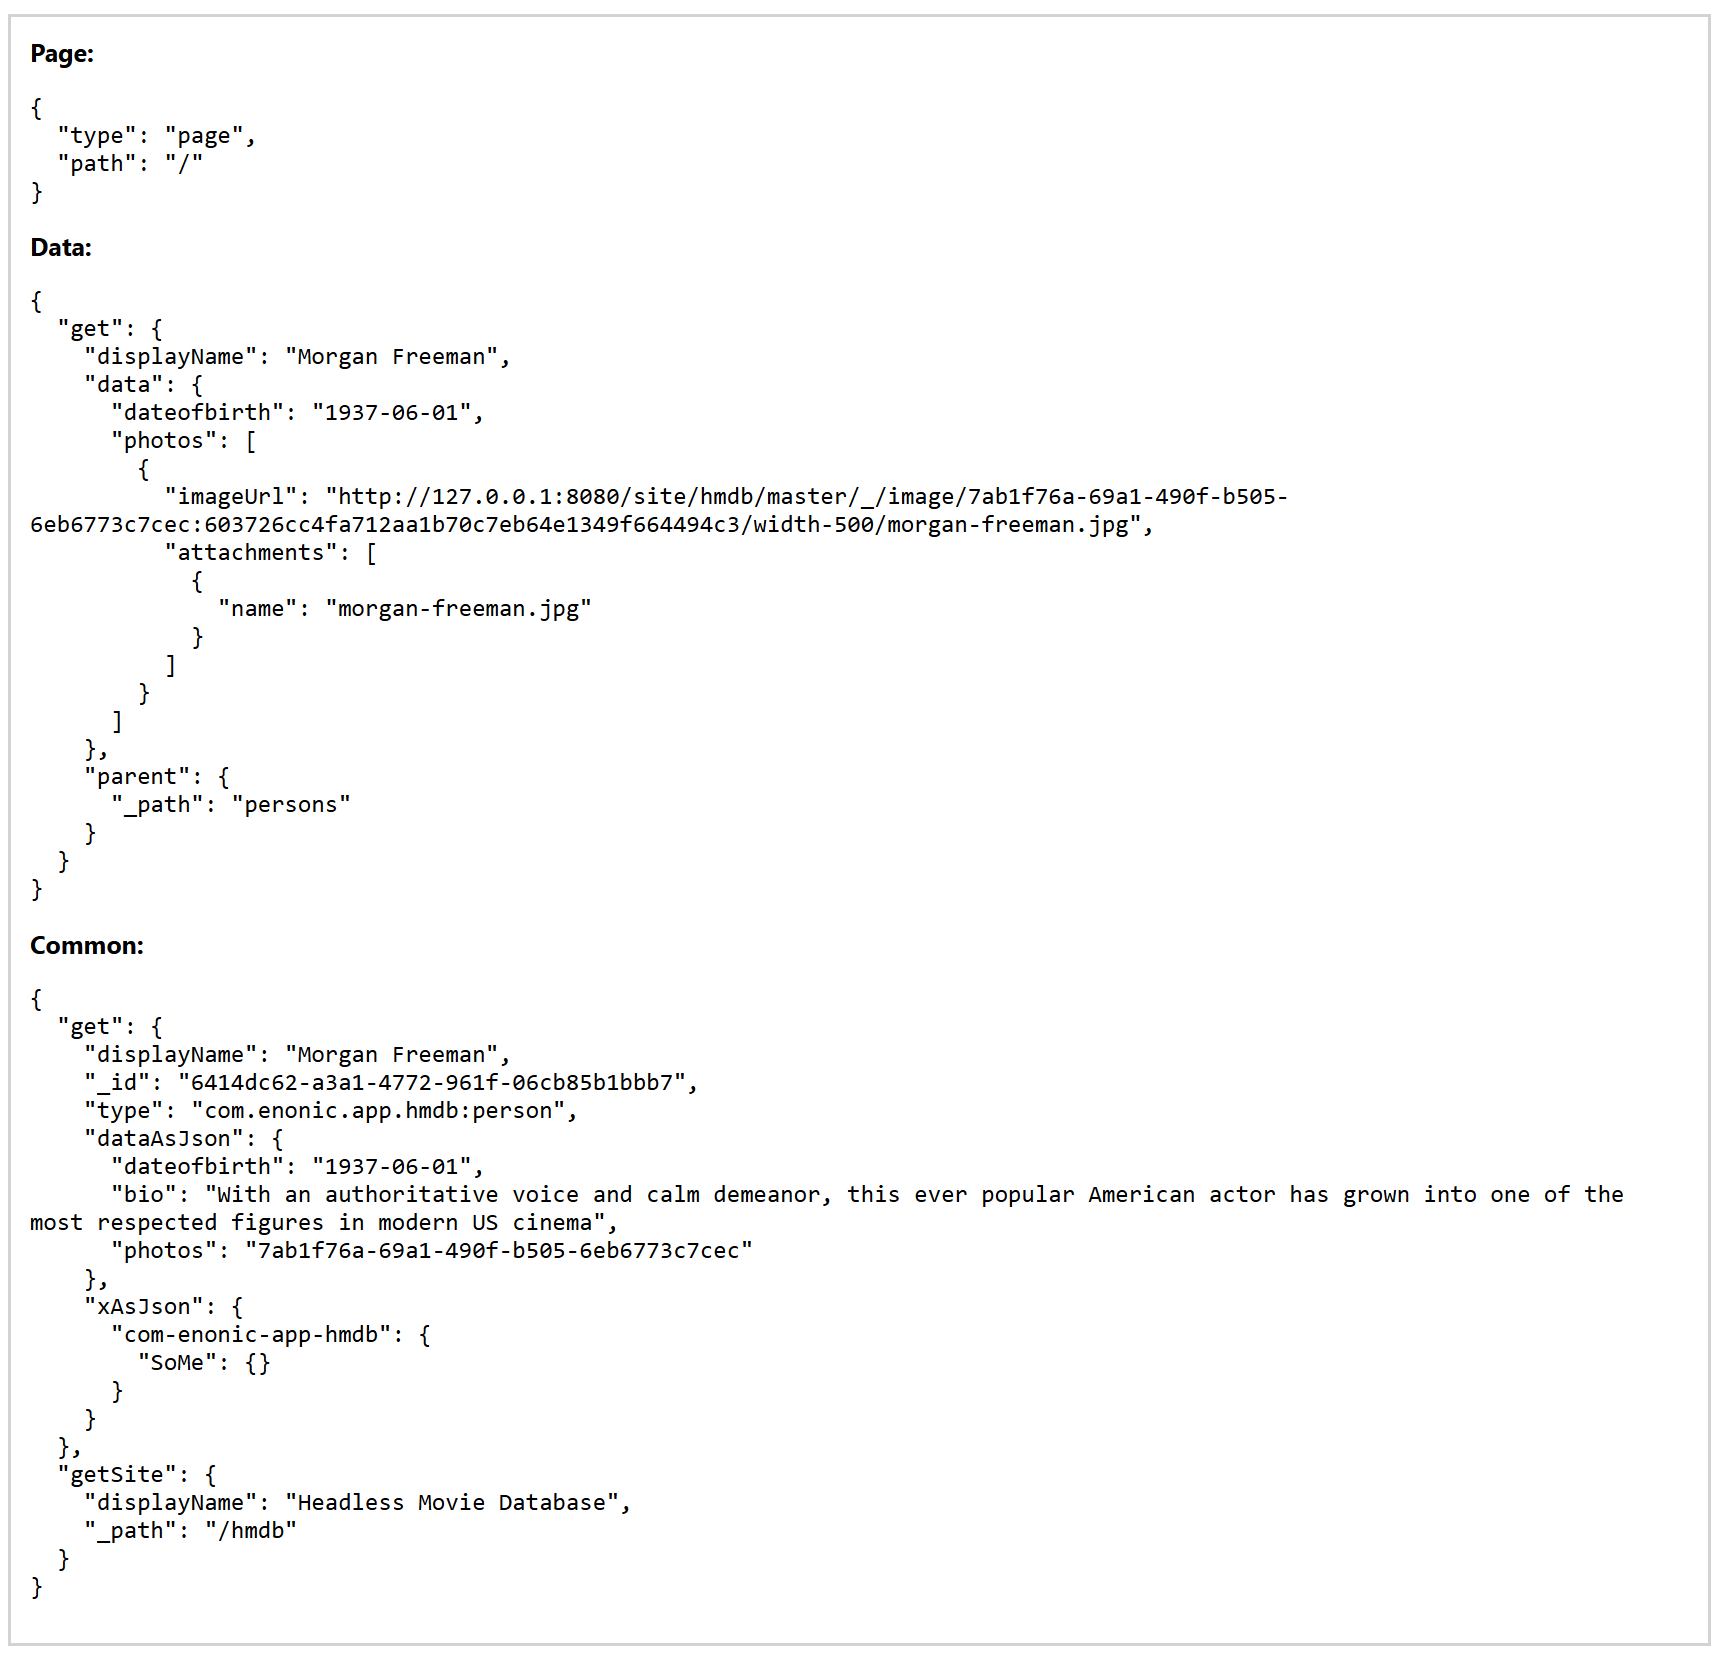 Page:
{
  "type": "page",
  "path": "/"
}
Data:
{
  "get": {
    "displayName": "Morgan Freeman",
    "data": {
      "dateofbirth": "1937-06-01",
      "photos": [
        {
          "imageUrl": "http://127.0.0.1:8080/site/hmdb/master/_/image/7ab1f76a-69a1-490f-b505-
6eb6773c7cec:603726cc4fa712aa1b70c7eb64e1349f664494c3/width-500/morgan-freeman.jpg",
          "attachments": [
            {
              "name": "morgan-freeman.jpg"
            }
          ]
        }
      ]
    },
    "parent": {
      "_path": "persons"
    }
  }
}
Common:
{
  "get": {
    "displayName": "Morgan Freeman",
    "_id": "6414dc62-a3a1-4772-961f-06cb85b1bbb7",
    "type": "com.enonic.app.hmdb:person",
    "dataAsJson": {
      "dateofbirth": "1937-06-01",
      "bio": "With an authoritative voice and calm demeanor, this ever popular American actor has grown into one of the
most respected figures in modern US cinema",
      "photos": "7ab1f76a-69a1-490f-b505-6eb6773c7cec"
    },
    "xAsJson": {
      "com-enonic-app-hmdb": {
        "SoMe": {}
      }
    }
  },
  "getSite": {
    "displayName": "Headless Movie Database",
    "_path": "/hmdb"
  }
}